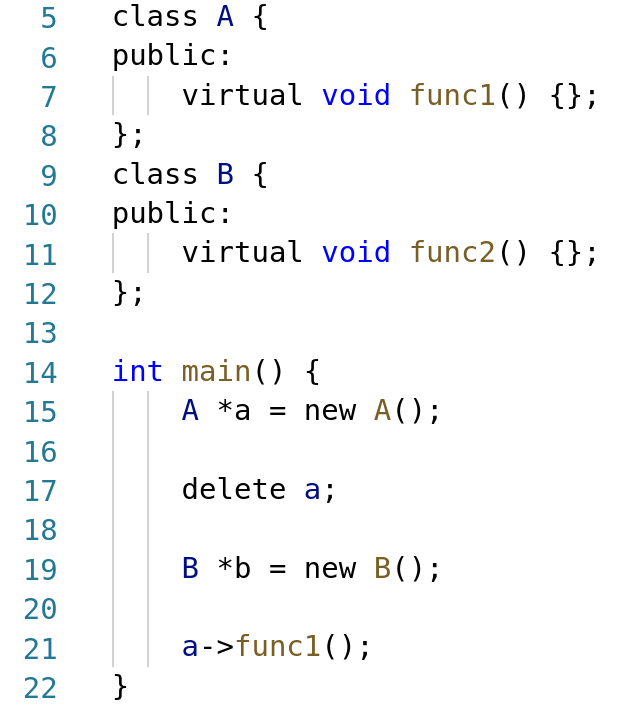 5 class A {
6 public:
7     virtual void func1() {};
8 };
9 class B {
10 public:
11     virtual void func2() {};
12 };
13
14 int main() {
15     A *a = new A();
16
17     delete a;
18
19     B *b = new B();
20
21     a->func1();
22 }